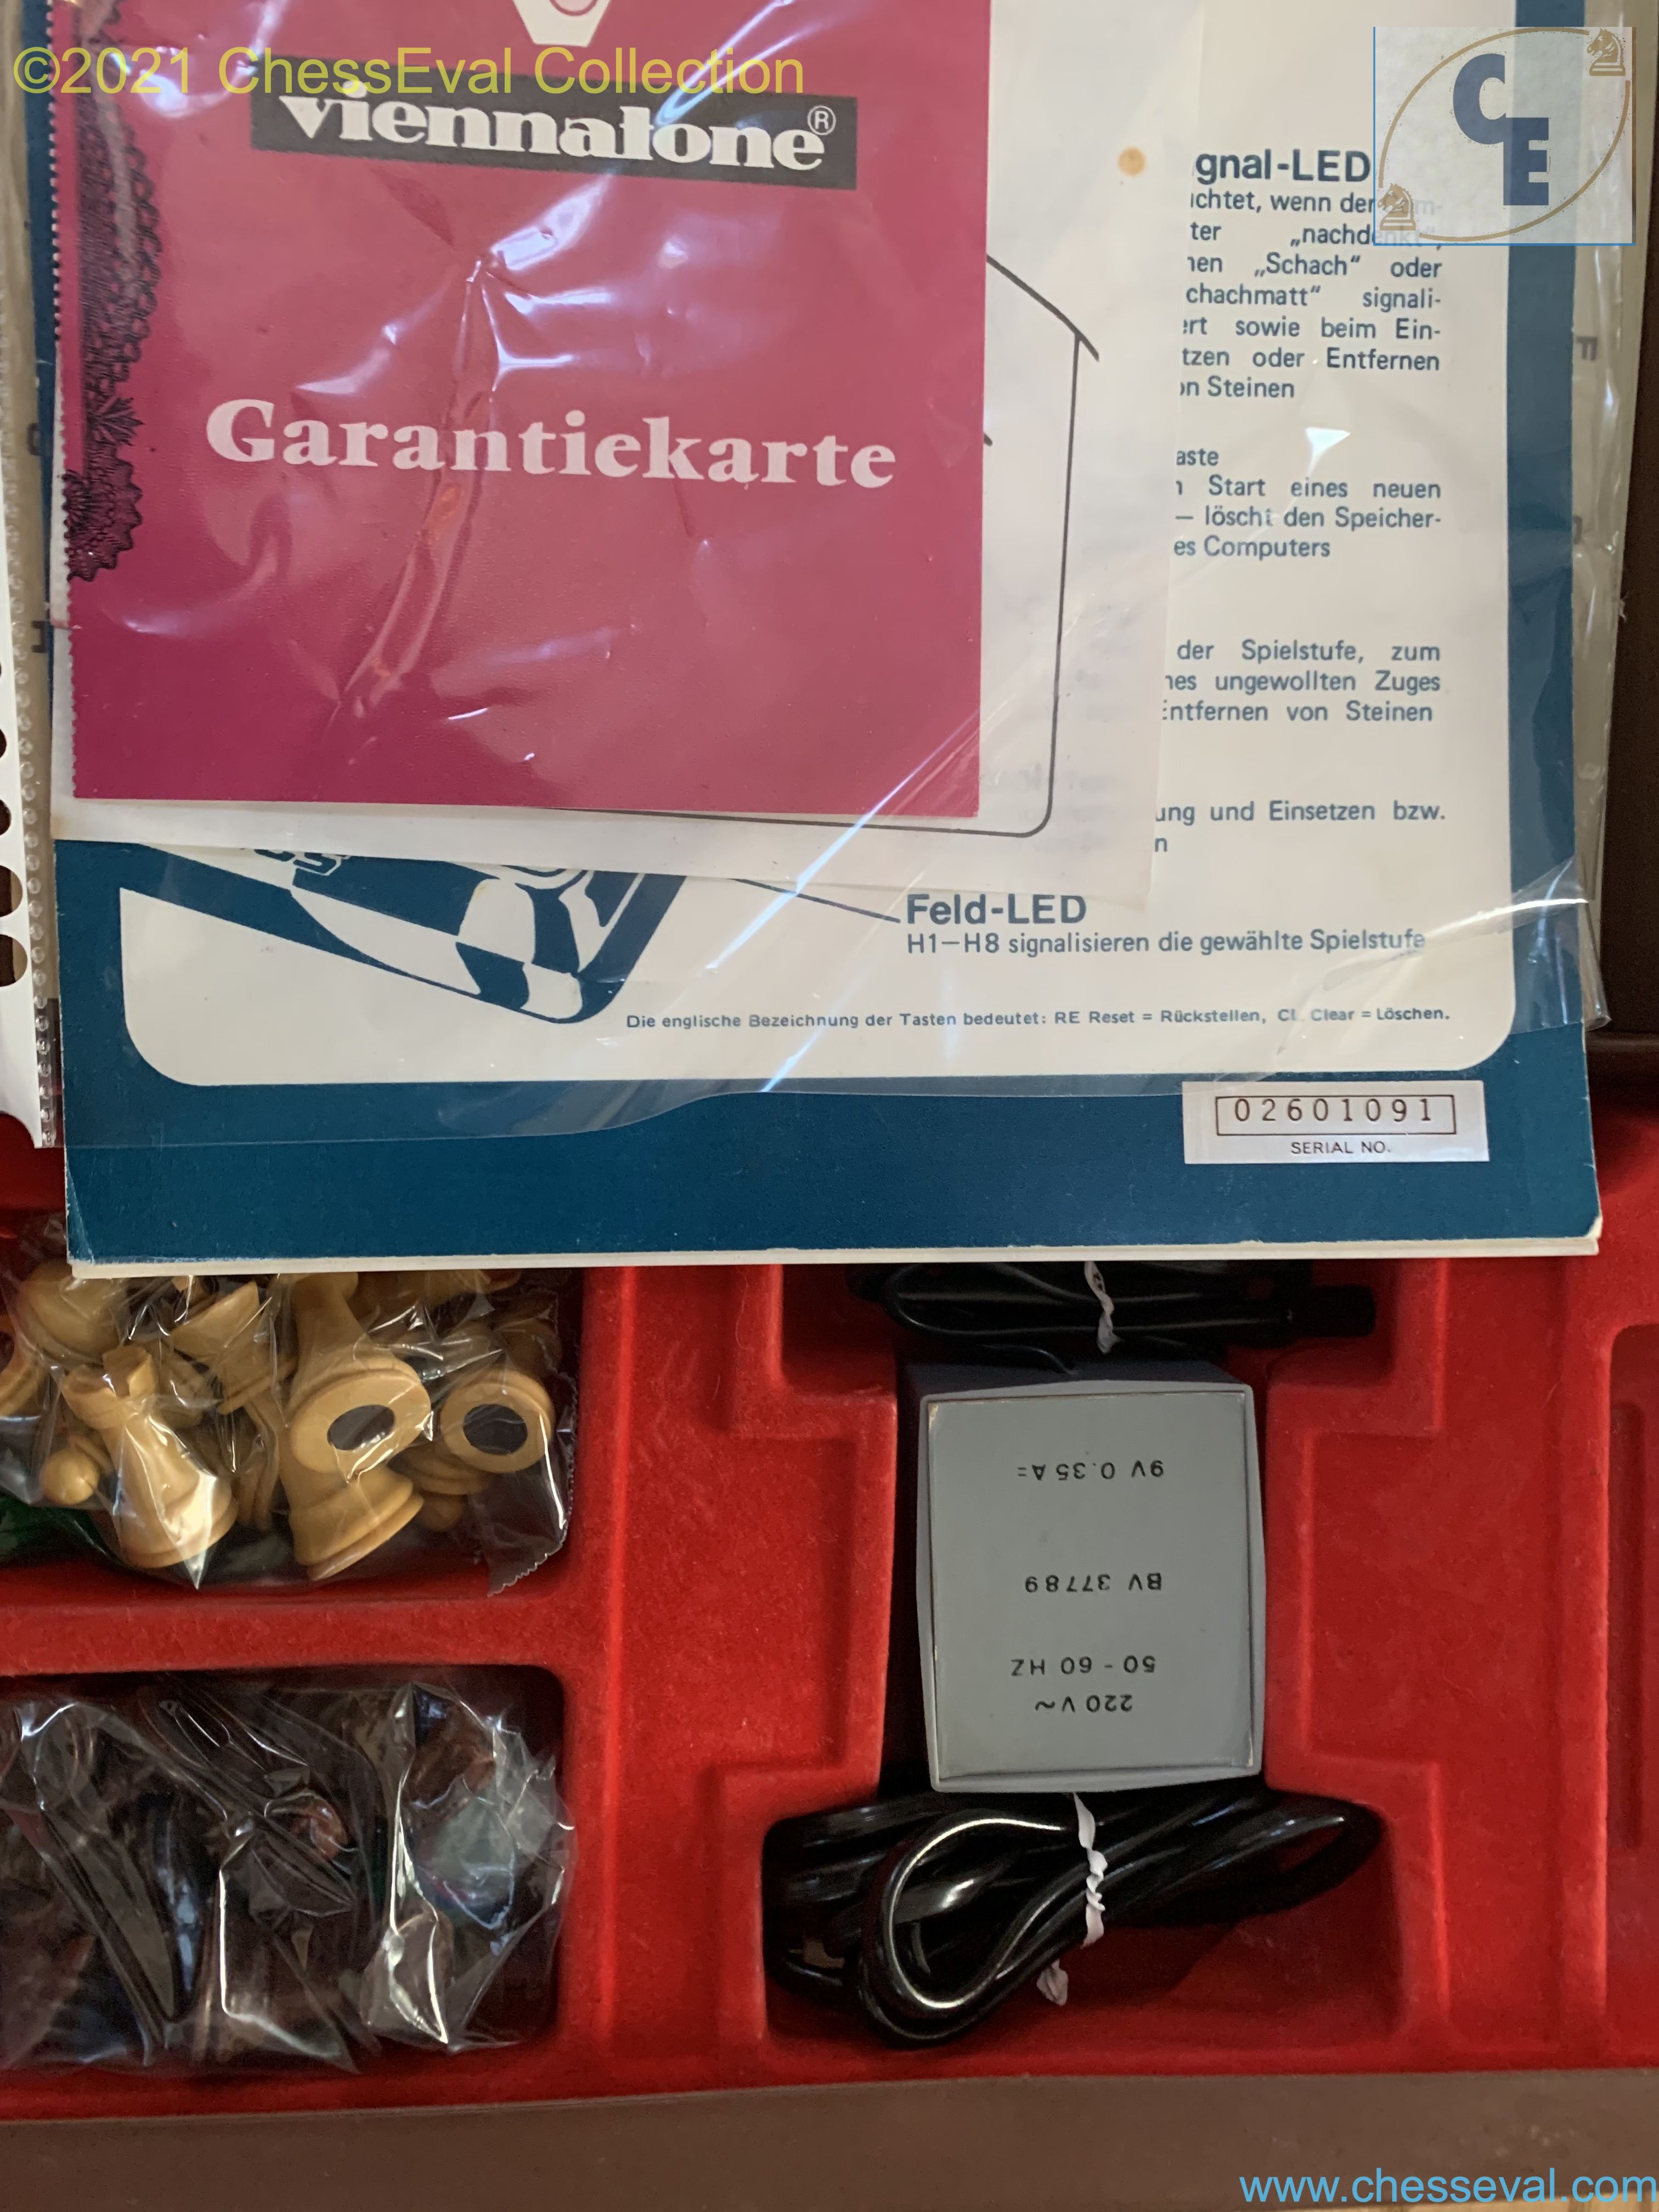 ©2021 ChessEval Collection
CE
viennatone®
Garantiekarte
gnal-LED
ichtet, wenn der
ter „nachdenkt“,
nen „Schach“ oder
chachmatt“ signali-
ert sowie beim Ein-
tzen oder Entfernen
on Steinen
aste
n Start eines neuen
— löscht den Speicher-
es Computers
der Spielstufe, zum
nes ungewollten Zuges
Entfernen von Steinen
ung und Einsetzen bzw.
n
Feld-LED
H1—H8 signalisieren die gewählte Spielstufe
Die englische Bezeichnung der Tasten bedeutet: RE Reset = Rückstellen, CL Clear = Löschen.
02601091
SERIAL NO.
9V 0.35 A=
BV 37789
50 - 60 HZ
220 V~
www.chesseval.com